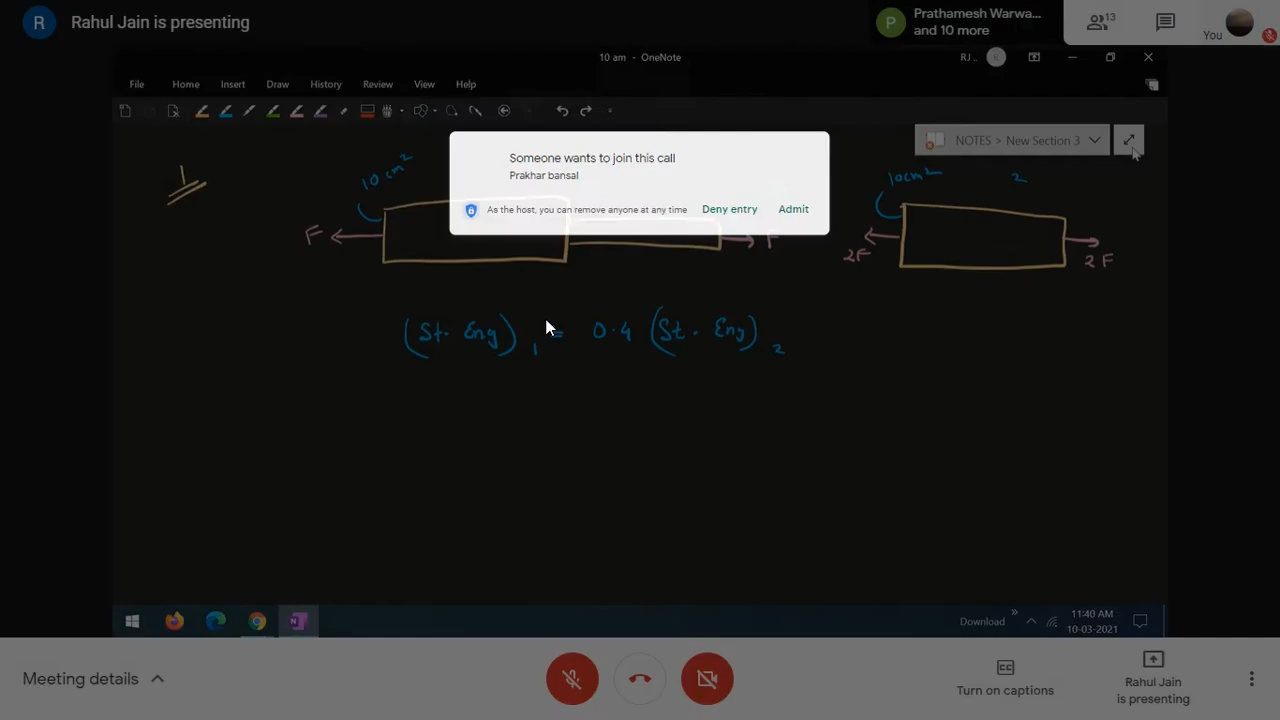 R Rahul Jain is presenting
P Prathamesh Warwa...
and 10 more
13
You
10 am - OneNote
RJ ..
File Home Insert Draw History Review View Help
NOTES > New Section 3
Someone wants to join this call
Prakhar bansal
As the host, you can remove anyone at any time
Deny entry
Admit
1
10cm²
F
F
10cm²
2
2F
2F
(St. Eng)₁ = 0.4 (St. Eng)₂
Download
»
11:40 AM
10-03-2021
Meeting details
Turn on captions
Rahul Jain
is presenting